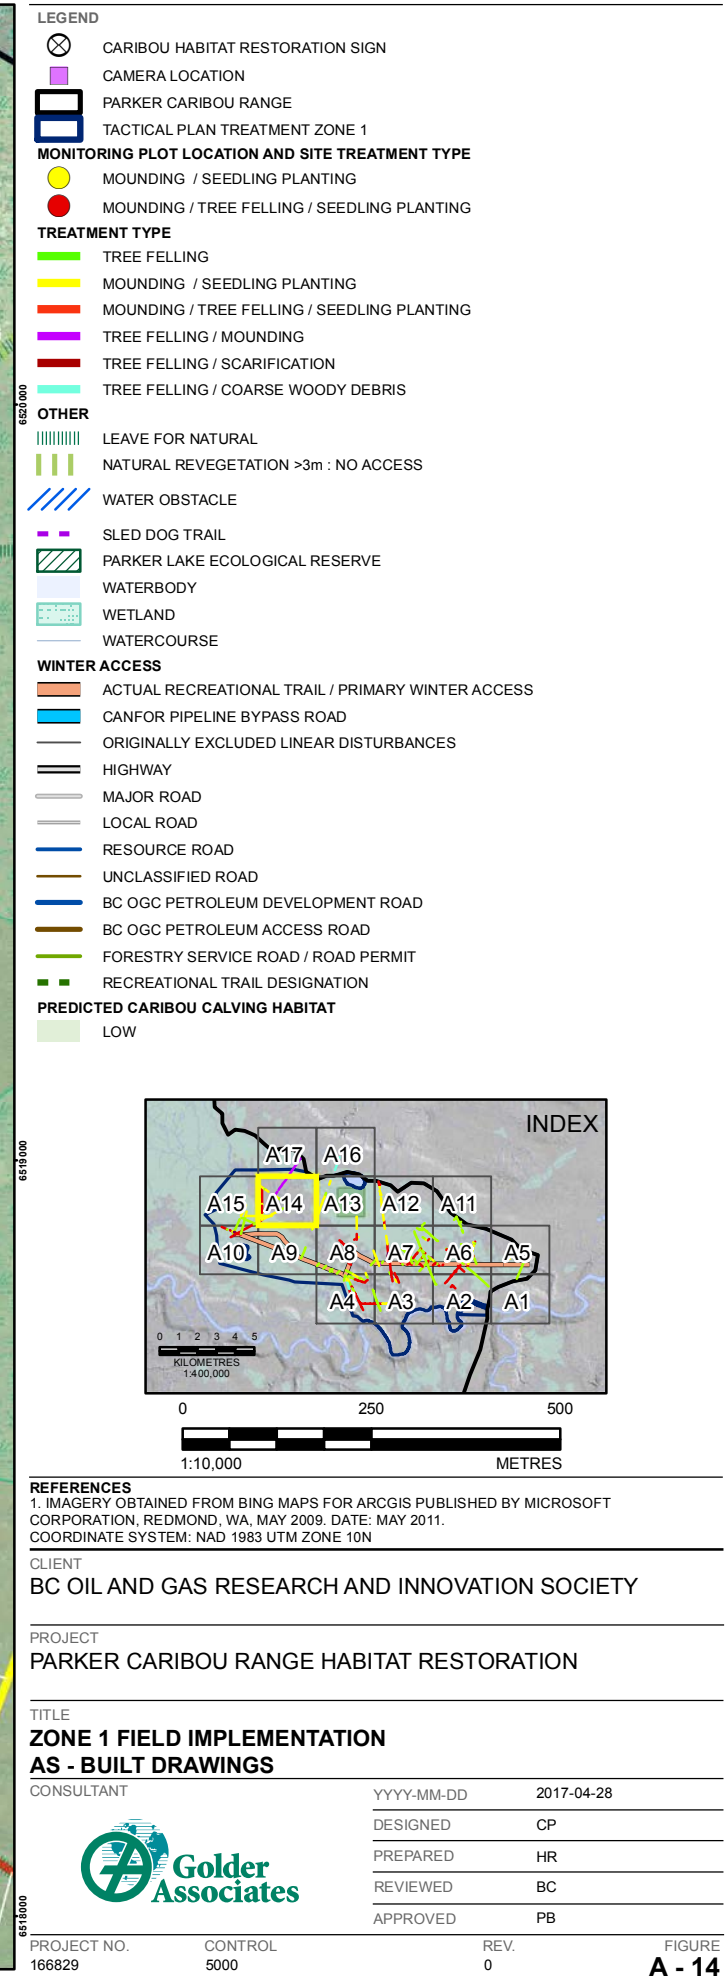 LEGEND
CARIBOU HABITAT RESTORATION SIGN
CAMERA LOCATION
PARKER CARIBOU RANGE
TACTICAL PLAN TREATMENT ZONE 1
MONITORING PLOT LOCATION AND SITE TREATMENT TYPE
MOUNDING / SEEDLING PLANTING
MOUNDING / TREE FELLING / SEEDLING PLANTING
TREATMENT TYPE
TREE FELLING
MOUNDING / SEEDLING PLANTING
MOUNDING / TREE FELLING / SEEDLING PLANTING
TREE FELLING / MOUNDING
TREE FELLING / SCARIFICATION
TREE FELLING / COARSE WOODY DEBRIS
6520000
OTHER
LEAVE FOR NATURAL
NATURAL REVEGETATION >3m : NO ACCESS
WATER OBSTACLE
SLED DOG TRAIL
PARKER LAKE ECOLOGICAL RESERVE
WATERBODY
WETLAND
WATERCOURSE
WINTER ACCESS
ACTUAL RECREATIONAL TRAIL / PRIMARY WINTER ACCESS
CANFOR PIPELINE BYPASS ROAD
ORIGINALLY EXCLUDED LINEAR DISTURBANCES
HIGHWAY
MAJOR ROAD
LOCAL ROAD
RESOURCE ROAD
UNCLASSIFIED ROAD
BC OGC PETROLEUM DEVELOPMENT ROAD
BC OGC PETROLEUM ACCESS ROAD
FORESTRY SERVICE ROAD / ROAD PERMIT
RECREATIONAL TRAIL DESIGNATION
PREDICTED CARIBOU CALVING HABITAT
LOW
INDEX
6519000
A17 A16
A15 A14 A13 A12 A11
A10 A9 A8 A7 A6 A5
A4 A3 A2 A1
0 1 2 3 4 5
KILOMETRES
1:400,000
0 250 500
1:10,000 METRES
REFERENCES
1. IMAGERY OBTAINED FROM BING MAPS FOR ARCGIS PUBLISHED BY MICROSOFT
CORPORATION, REDMOND, WA, MAY 2009. DATE: MAY 2011.
COORDINATE SYSTEM: NAD 1983 UTM ZONE 10N
CLIENT
BC OIL AND GAS RESEARCH AND INNOVATION SOCIETY
PROJECT
PARKER CARIBOU RANGE HABITAT RESTORATION
TITLE
ZONE 1 FIELD IMPLEMENTATION
AS - BUILT DRAWINGS
CONSULTANT
Golder
Associates
YYYY-MM-DD 2017-04-28
DESIGNED CP
PREPARED HR
REVIEWED BC
APPROVED PB
6518000
PROJECT NO. CONTROL REV. FIGURE
166829 5000 0 A - 14